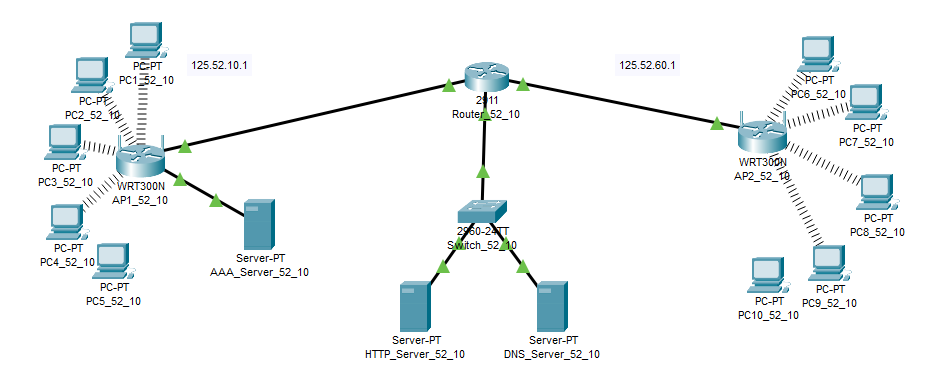 PC-PT
PC1_52_10
125.52.10.1
PC-PT
PC2_52_10
PC-PT
PC3_52_10
PC-PT
PC4_52_10
PC-PT
PC5_52_10
WRT300N
AP1_52_10
Server-PT
AAA_Server_52_10
2911
Router_52_10
2960-24TT
Switch_52_10
Server-PT
HTTP_Server_52_10
Server-PT
DNS_Server_52_10
125.52.60.1
WRT300N
AP2_52_10
PC-PT
PC6_52_10
PC-PT
PC7_52_10
PC-PT
PC8_52_10
PC-PT
PC9_52_10
PC-PT
PC10_52_10